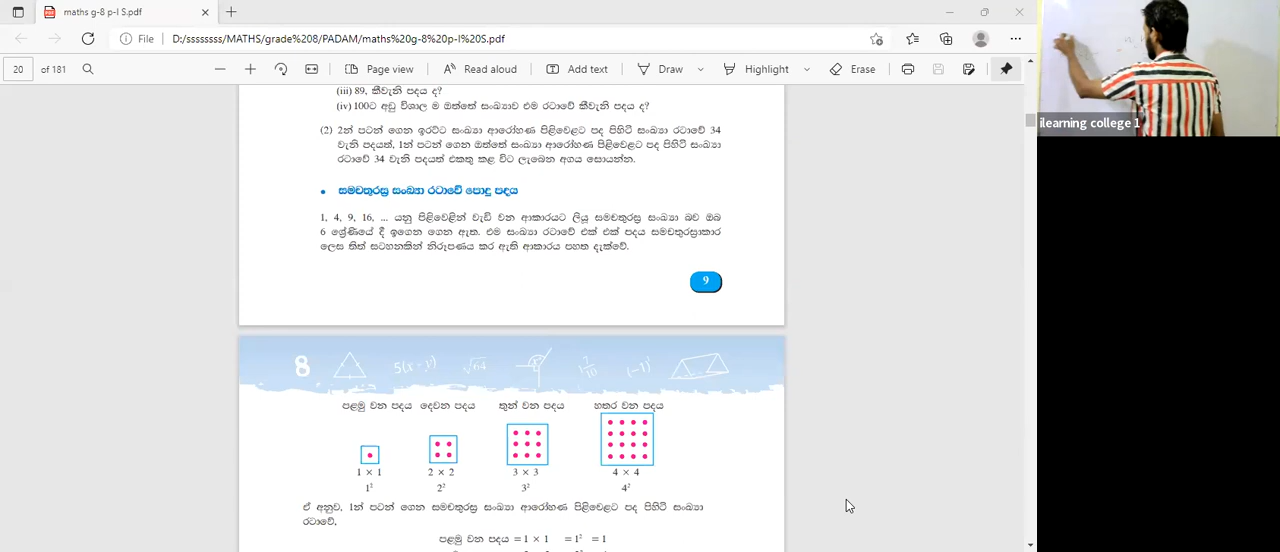 maths g-8 p-I S.pdf
File
D:/ssssssss/MATHS/grade%208/PADAM/maths%20g-8%20p-I%20S.pdf
20 of 181
Page view
Read aloud
Add text
Draw
Highlight
Erase
ilearning college 1
(iii) 89, කීවැනි පදය ද?
(iv) 100ට අඩු විශාල ම ඔත්තේ සංඛ්‍යාව එම රටාවේ කීවැනි පදය ද?
(2) 2න් පටන් ගෙන ඉරට්ට සංඛ්‍යා ආරෝහණ පිළිවෙළට පද පිහිටි සංඛ්‍යා රටාවේ 34
වැනි පදයත්, 1න් පටන් ගෙන ඔත්තේ සංඛ්‍යා ආරෝහණ පිළිවෙළට පද පිහිටි සංඛ්‍යා
රටාවේ 34 වැනි පදයත් එකතු කළ විට ලැබෙන අගය සොයන්න.
• සමචතුරස්‍ර සංඛ්‍යා රටාවේ පොදු පදය
1, 4, 9, 16, ... යනු පිළිවෙළින් වැඩි වන ආකාරයට ලියූ සමචතුරස්‍ර සංඛ්‍යා බව ඔබ
6 ශ්‍රේණියේ දී ඉගෙන ගෙන ඇත. එම සංඛ්‍යා රටාවේ එක් එක් පදය සමචතුරස්‍රාකාර
ලෙස තිත් සටහනකින් නිරූපණය කර ඇති ආකාරය පහත දැක්වේ.
9
8 5(x – y) √64 7/10
පළමු වන පදය දෙවන පදය තුන් වන පදය හතර වන පදය
1 × 1 2 × 2 3 × 3 4 × 4
1² 2² 3² 4²
ඒ අනුව, 1න් පටන් ගෙන සමචතුරස්‍ර සංඛ්‍යා ආරෝහණ පිළිවෙළට පද පිහිටි සංඛ්‍යා
රටාවේ,
පළමු වන පදය = 1 × 1 = 1² = 1